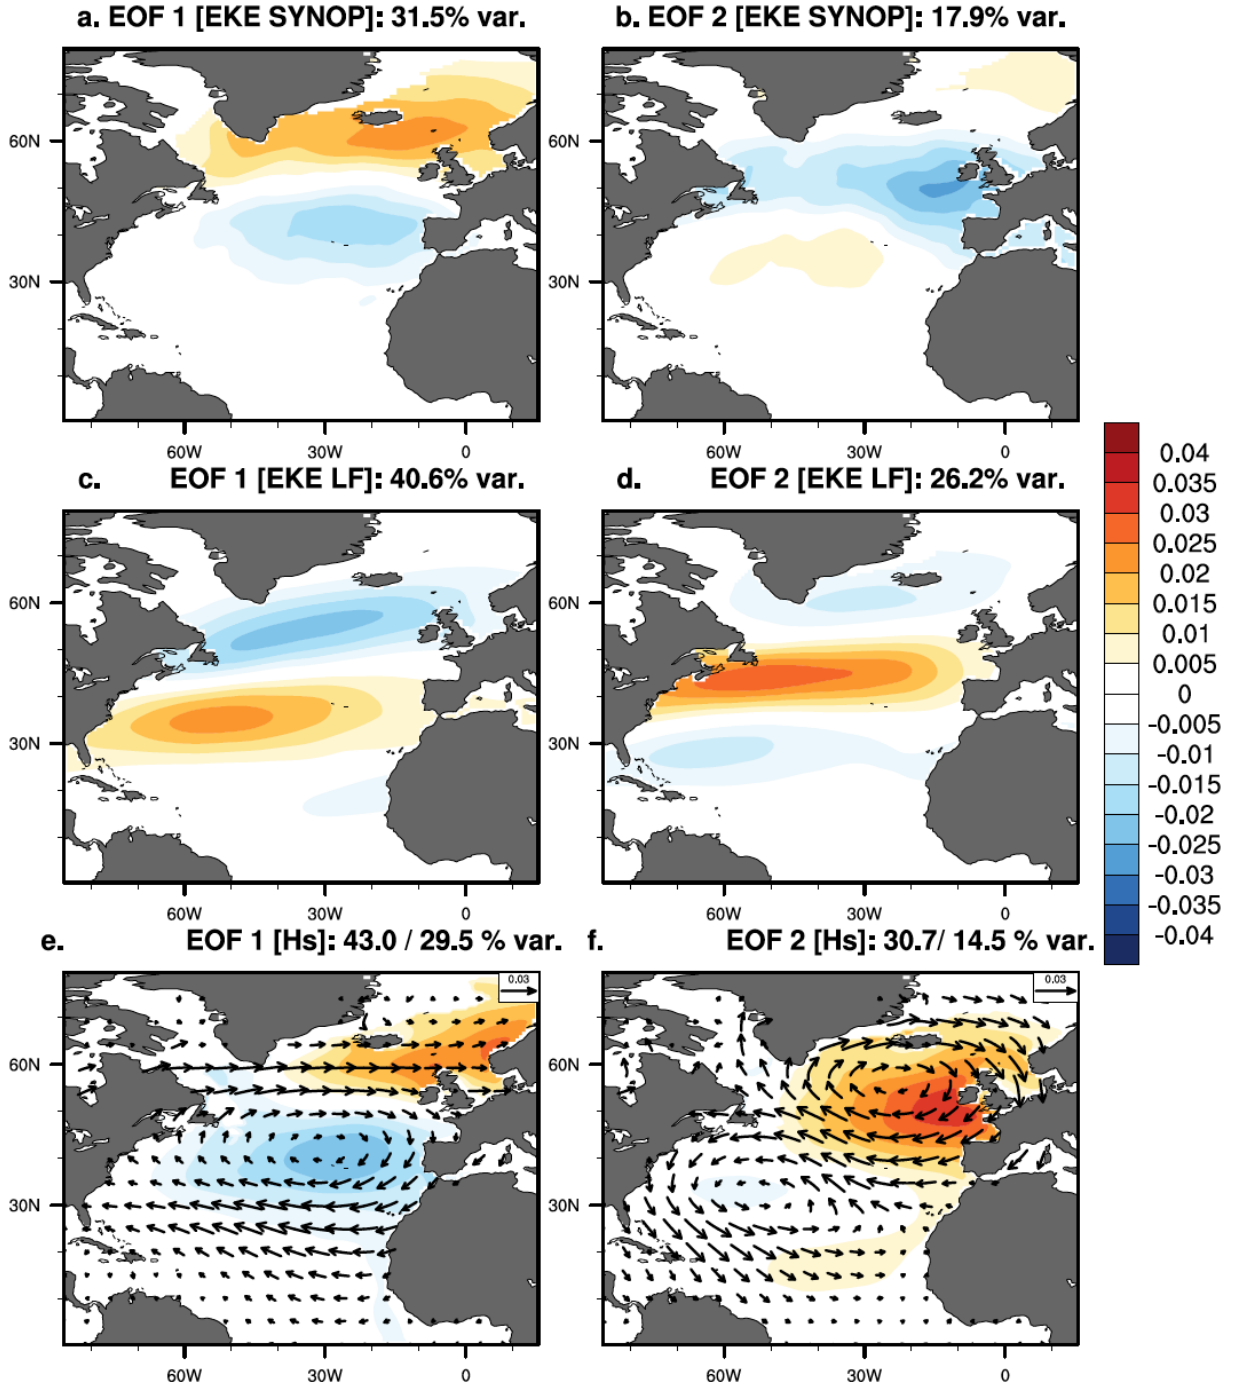 a. EOF 1 [EKE SYNOP]: 31.5% var.
b. EOF 2 [EKE SYNOP]: 17.9% var.
60N
30N
60W 30W 0
60N
30N
60W 30W 0
c. EOF 1 [EKE LF]: 40.6% var.
d. EOF 2 [EKE LF]: 26.2% var.
60N
30N
60W 30W 0
60N
30N
60W 30W 0
0.04
0.035
0.03
0.025
0.02
0.015
0.01
0.005
0
-0.005
-0.01
-0.015
-0.02
-0.025
-0.03
-0.035
-0.04
e. EOF 1 [Hs]: 43.0 / 29.5 % var.
f. EOF 2 [Hs]: 30.7/ 14.5 % var.
0.03
60N
30N
60W 30W 0
0.03
60N
30N
60W 30W 0